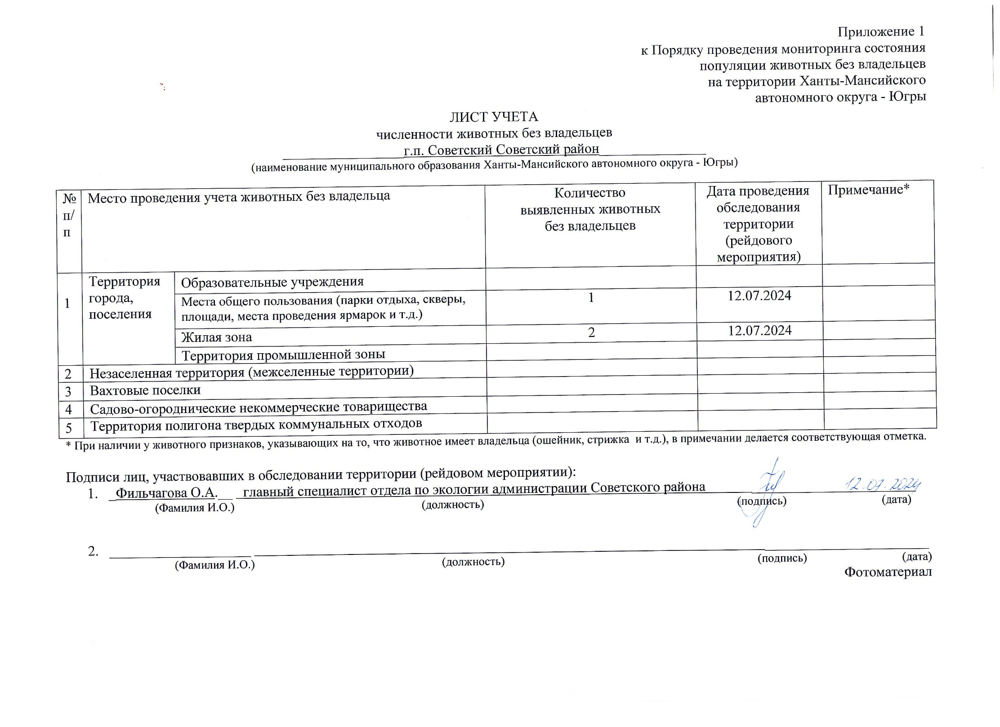 Приложение 1
к Порядку проведения мониторинга состояния
популяции животных без владельцев
на территории Ханты-Мансийского
автономного округа - Югры
ЛИСТ УЧЕТА
численности животных без владельцев
г.п. Советский Советский район
(наименование муниципального образования Ханты-Мансийского автономного округа - Югры)
№ п/п Место проведения учета животных без владельца
Количество
выявленных животных
без владельцев
Дата проведения
обследования
территории
(рейдового
мероприятия)
Примечание*
1
Территория
города,
поселения
Образовательные учреждения
Места общего пользования (парки отдыха, скверы,
площади, места проведения ярмарок и т.д.)
1 12.07.2024
Жилая зона 2 12.07.2024
Территория промышленной зоны
2 Незаселенная территория (межселенные территории)
3 Вахтовые поселки
4 Садово-огороднические некоммерческие товарищества
5 Территория полигона твердых коммунальных отходов
* При наличии у животного признаков, указывающих на то, что животное имеет владельца (ошейник, стрижка и т.д.), в примечании делается соответствующая отметка.
Подписи лиц, участвовавших в обследовании территории (рейдовом мероприятии):
1. Фильчагова О.А. главный специалист отдела по экологии администрации Советского района 12.07.2024
(Фамилия И.О.) (должность) (подпись) (дата)
2.
(Фамилия И.О.) (должность) (подпись) (дата)
Фотоматериал